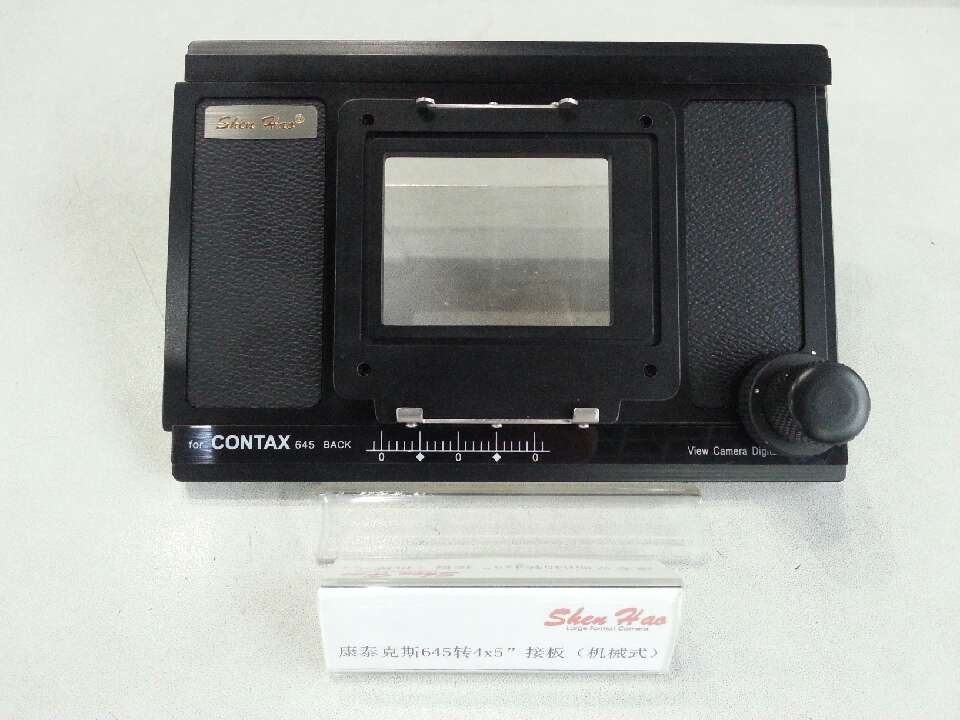 Shen Hao®
for CONTAX 645 BACK
0 0 0
View Camera
Shen Hao
Large Format Camera
康泰克斯645转4x5”接板（机械式）